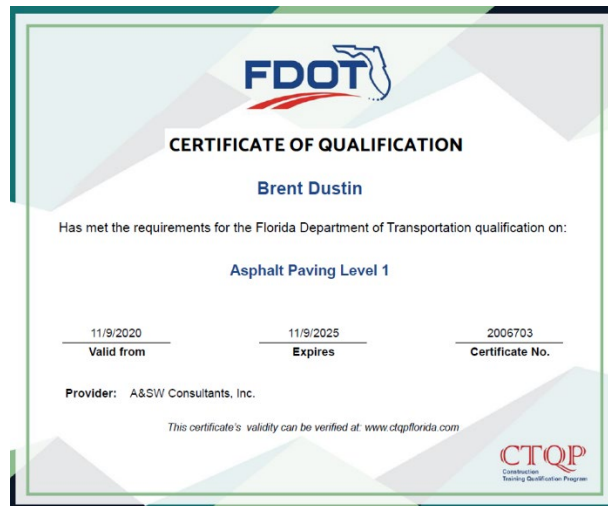 FDOT
CERTIFICATE OF QUALIFICATION
Brent Dustin
Has met the requirements for the Florida Department of Transportation qualification on:
Asphalt Paving Level 1
11/9/2020 11/9/2025 2006703
Valid from Expires Certificate No.
Provider: A&SW Consultants, Inc.
This certificate's validity can be verified at: www.ctqpflorida.com
CTQP
Construction
Training Qualification Program